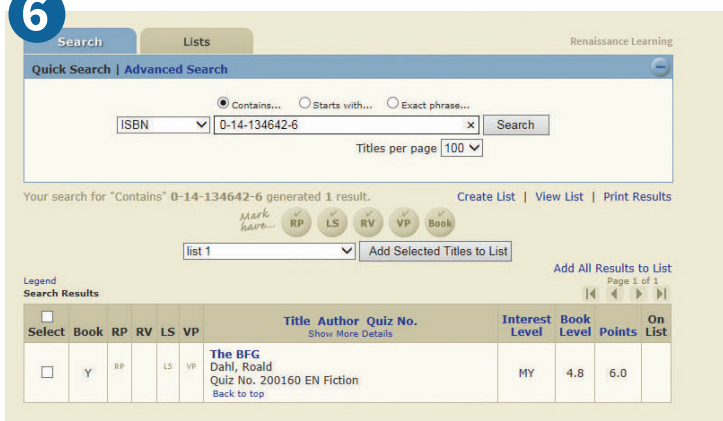 6
Search Lists Renaissance Learning
Quick Search | Advanced Search
Contains... Starts with... Exact phrase...
ISBN 0-14-134642-6 × Search
Titles per page 100
Your search for "Contains" 0-14-134642-6 generated 1 result. Create List | View List | Print Results
Mark have... RP LS RV VP Book
list 1 Add Selected Titles to List
Add All Results to List
Legend Page 1 of 1
Search Results
Select Book RP RV LS VP Title Author Quiz No. Interest Level Book Level Points On List
Show More Details
The BFG
Y RP LS VP Dahl, Roald MY 4.8 6.0
Quiz No. 200160 EN Fiction
Back to top